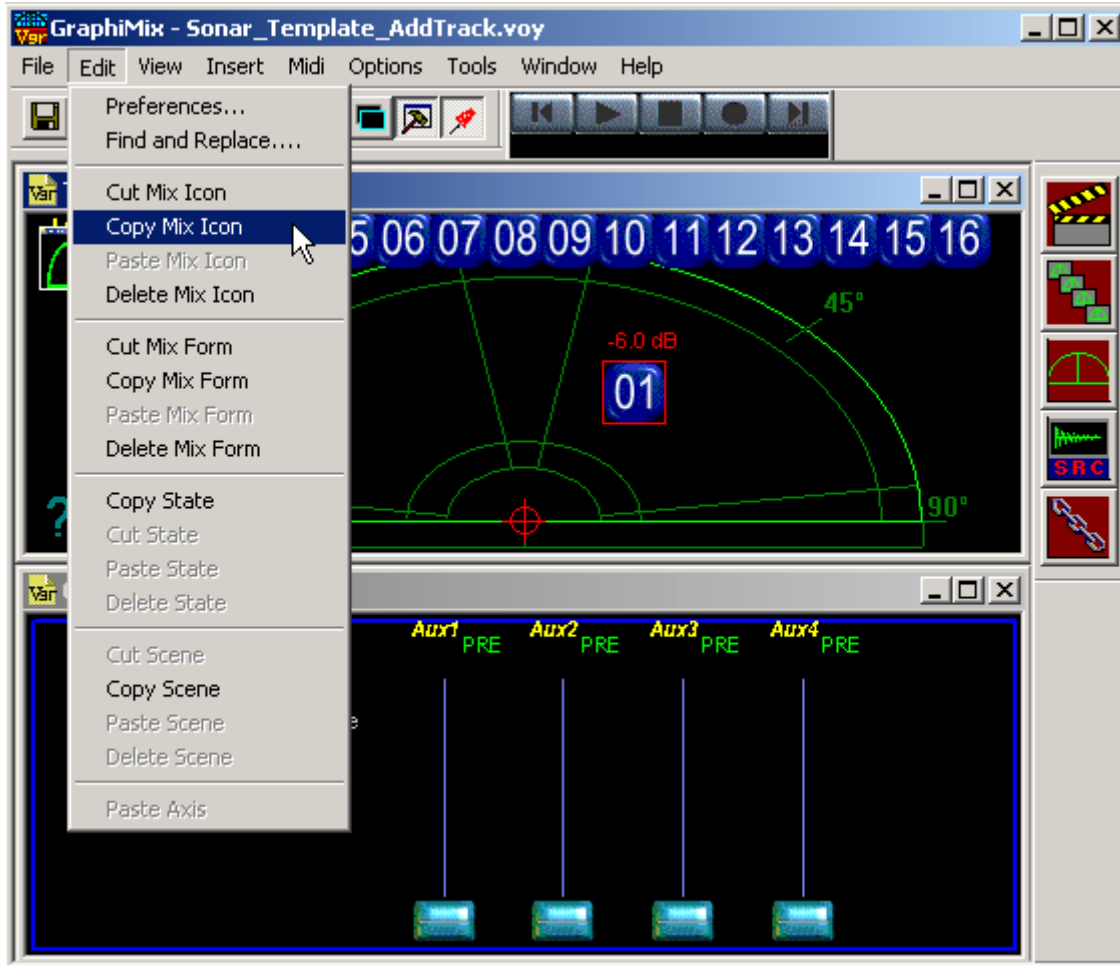 GraphiMix - Sonar_Template_AddTrack.voy
File Edit View Insert Midi Options Tools Window Help
Preferences...
Find and Replace....
Cut Mix Icon
Copy Mix Icon
Paste Mix Icon
Delete Mix Icon
Cut Mix Form
Copy Mix Form
Paste Mix Form
Delete Mix Form
Copy State
Cut State
Paste State
Delete State
Cut Scene
Copy Scene
Paste Scene
Delete Scene
Paste Axis
5 06 07 08 09 10 11 12 13 14 15 16
45°
-6.0 dB
01
90°
?
SRC
Aux1 PRE Aux2 PRE Aux3 PRE Aux4 PRE